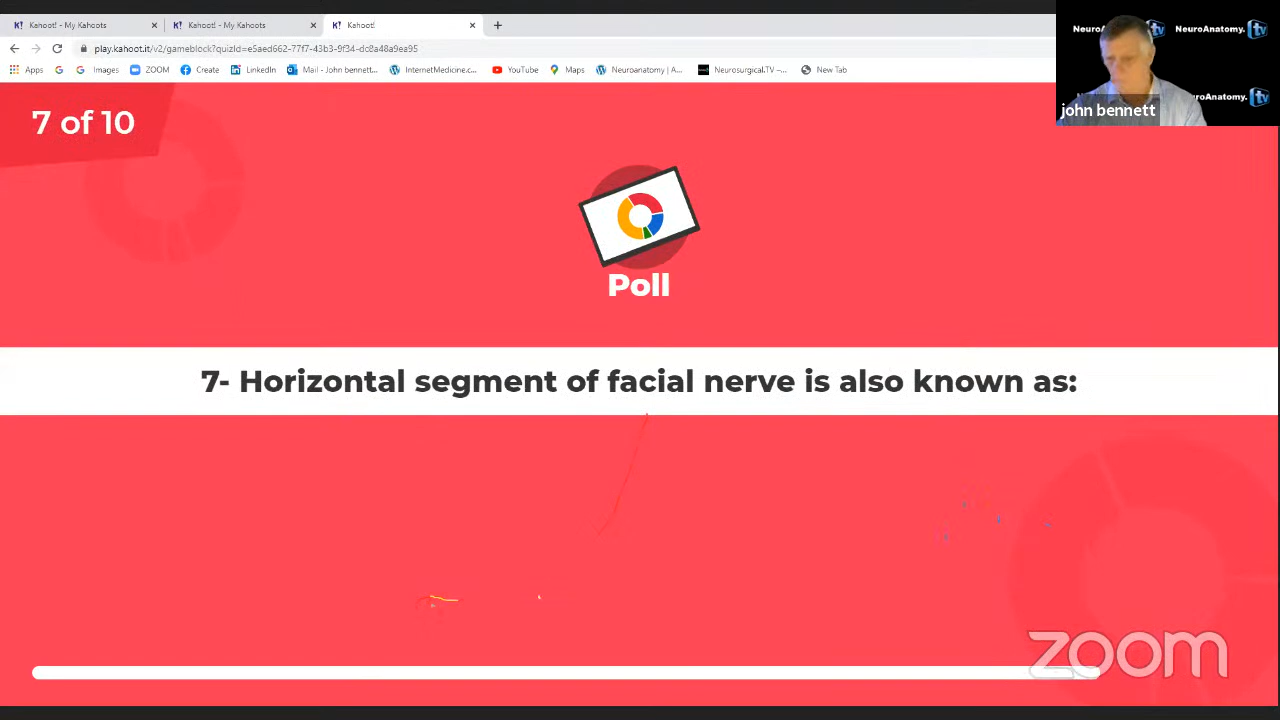 Kahoot! - My Kahoots
Kahoot! - My Kahoots
Kahoot!
play.kahoot.it/v2/gameblock?quizId=e5aed662-77f7-43b3-9f34-dc8a48a9ea95
Apps
Images
ZOOM
Create
LinkedIn
Mail - John bennett...
InternetMedicine.c...
YouTube
Maps
Neuroanatomy | A...
Neurosurgical.TV –...
New Tab
NeuroAnatomy.tv
john bennett
7 of 10
Poll
7- Horizontal segment of facial nerve is also known as:
zoom